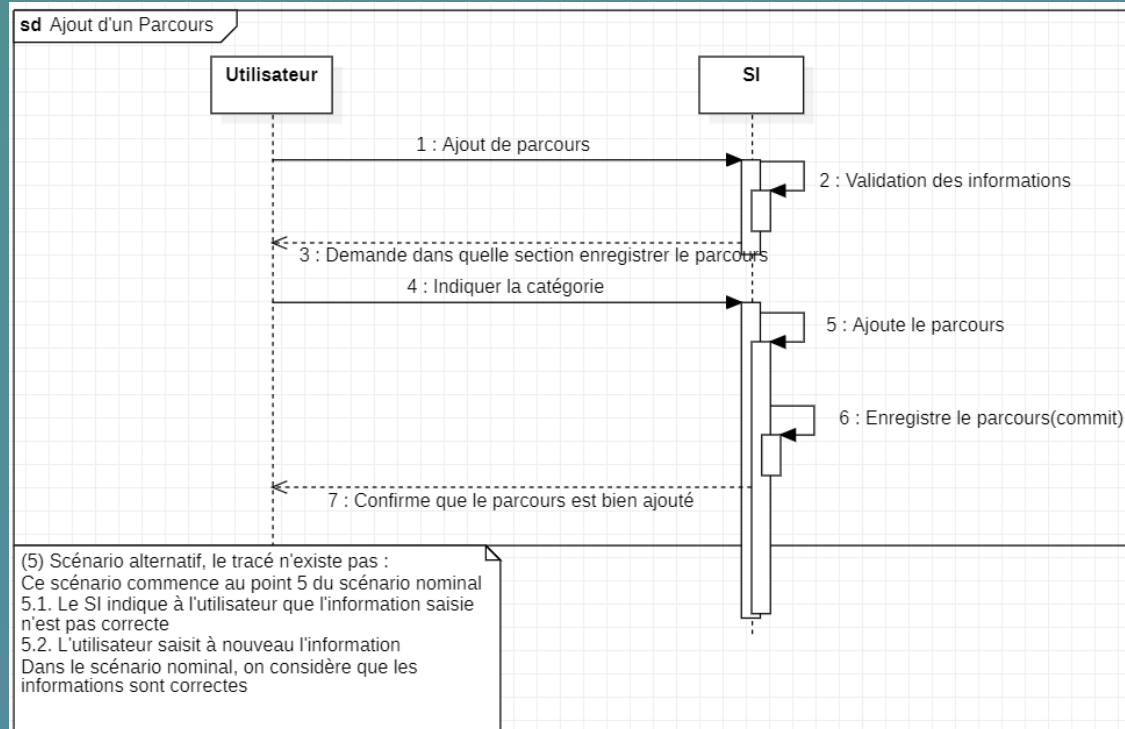 sd Ajout d'un Parcours
Utilisateur
SI
1 : Ajout de parcours
2 : Validation des informations
3 : Demande dans quelle section enregistrer le parcours
4 : Indiquer la catégorie
5 : Ajoute le parcours
6 : Enregistre le parcours(commit)
7 : Confirme que le parcours est bien ajouté
(5) Scénario alternatif, le tracé n'existe pas :
Ce scénario commence au point 5 du scénario nominal
5.1. Le SI indique à l'utilisateur que l'information saisie
n'est pas correcte
5.2. L'utilisateur saisit à nouveau l'information
Dans le scénario nominal, on considère que les
informations sont correctes